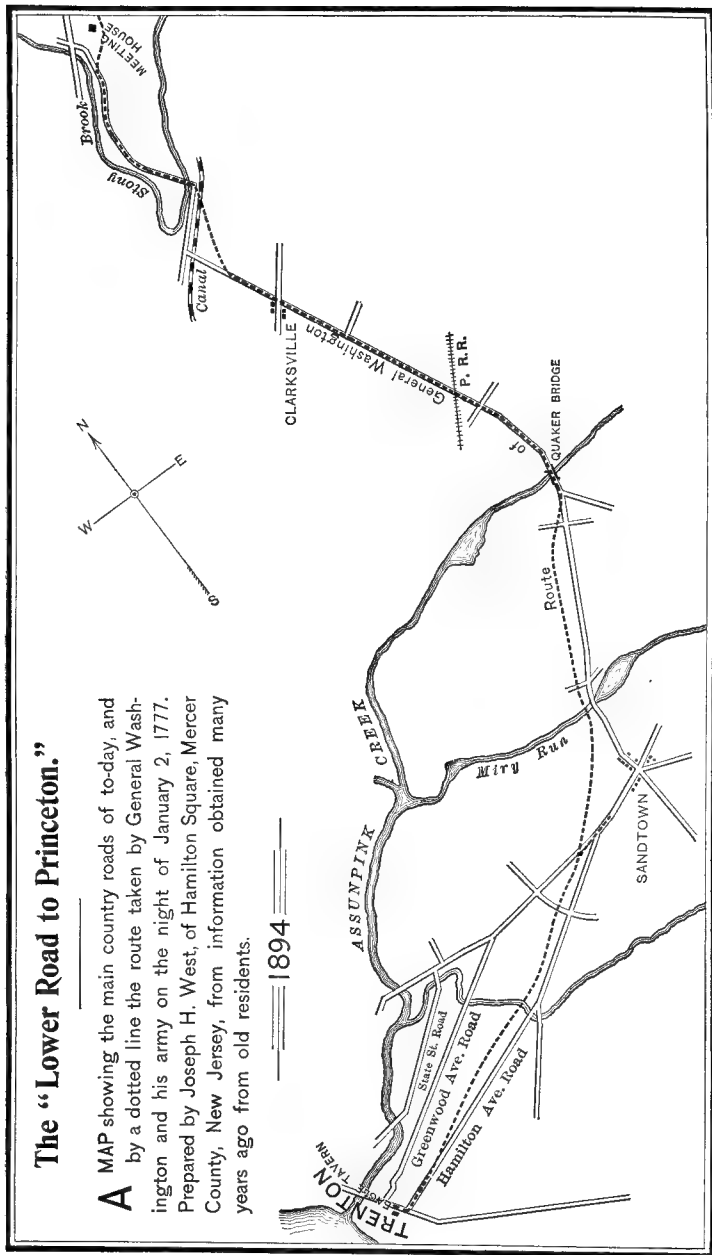 The “Lower Road to Princeton.”
A MAP showing the main country roads of to-day, and
by a dotted line the route taken by General Wash-
ington and his army on the night of January 2, 1777.
Prepared by Joseph H. West, of Hamilton Square, Mercer
County, New Jersey, from information obtained many
years ago from old residents.
1894
W
N
S
E
MEETING
HOUSE
Stony
Brook
Canal
CLARKSVILLE
General Washington
P. R. R.
of
QUAKER BRIDGE
Route
ASSUNPINK
CREEK
Miry Run
SANDTOWN
State St. Road
Greenwood Ave. Road
Hamilton Ave. Road
TRENTON
EAGLE TAVERN